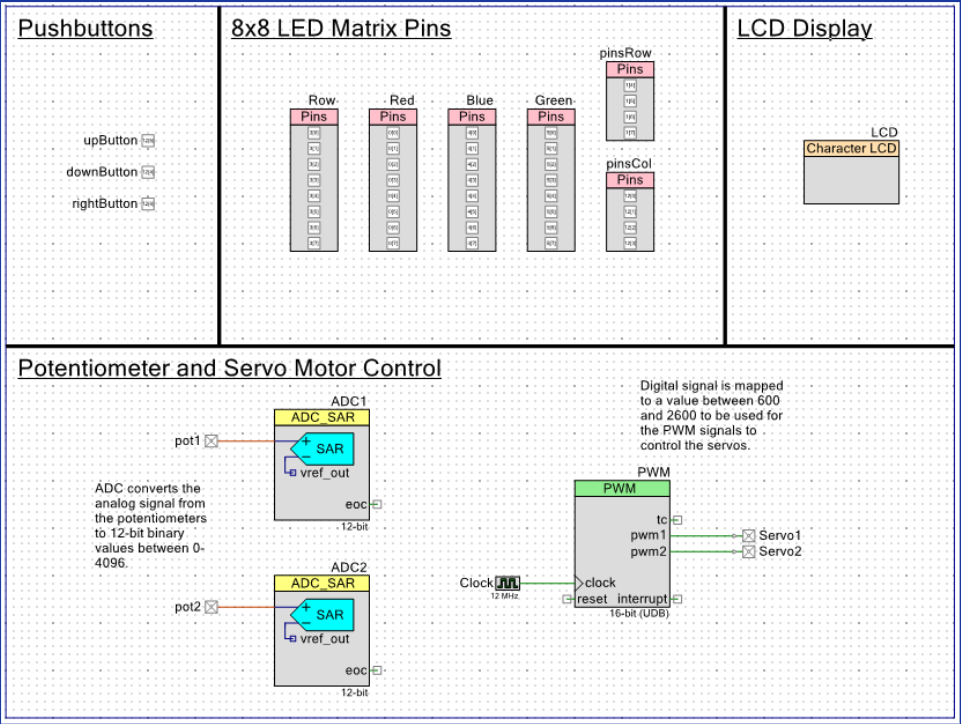 Pushbuttons
upButton
downButton
rightButton
8x8 LED Matrix Pins
Row
Pins
Red
Pins
Blue
Pins
Green
Pins
pinsRow
Pins
pinsCol
Pins
LCD Display
LCD
Character LCD
Potentiometer and Servo Motor Control
ADC1
ADC_SAR
pot1
SAR
vref_out
eoc
12-bit
ADC converts the
analog signal from
the potentiometers
to 12-bit binary
values between 0-
4096.
ADC2
ADC_SAR
pot2
SAR
vref_out
eoc
12-bit
Digital signal is mapped
to a value between 600
and 2600 to be used for
the PWM signals to
control the servos.
PWM
PWM
tc
pwm1
Servo1
pwm2
Servo2
Clock
12 MHz
clock
reset
interrupt
16-bit (UDB)